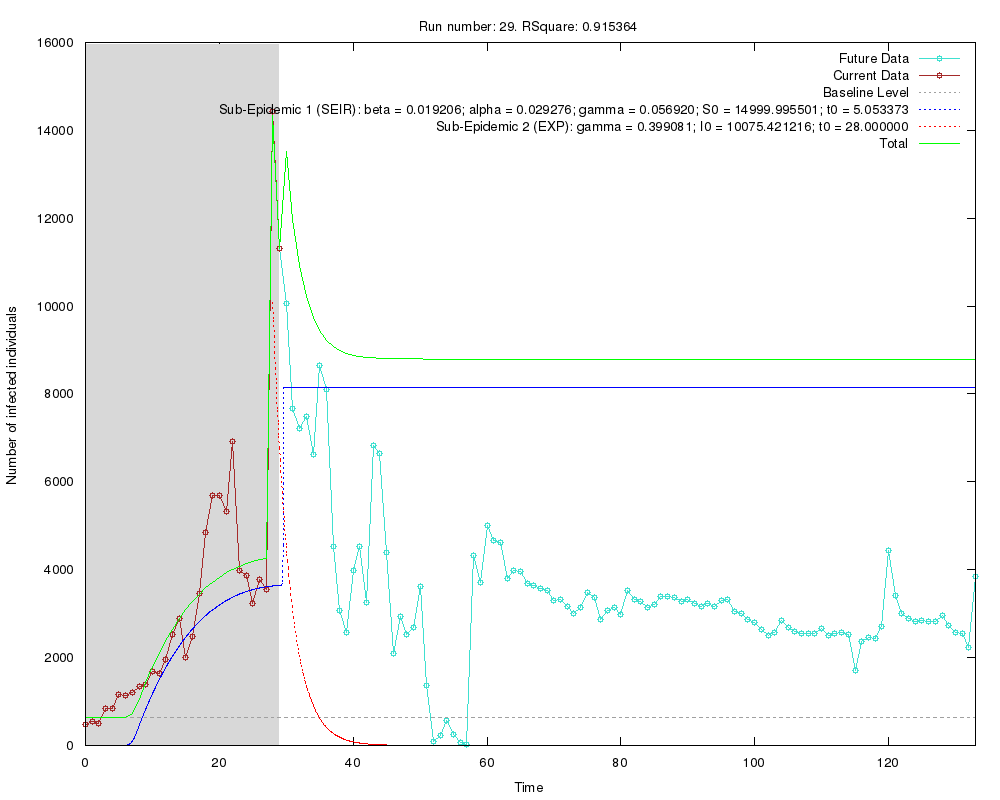 Run number: 29. RSquare: 0.915364
16000
14000
12000
10000
8000
6000
4000
2000
0
Number of infected individuals
Future Data
Current Data
Baseline Level
Sub-Epidemic 1 (SEIR): beta = 0.019206; alpha = 0.029276; gamma = 0.056920; S0 = 14999.995501; t0 = 5.053373
Sub-Epidemic 2 (EXP): gamma = 0.399081; I0 = 10075.421216; t0 = 28.000000
Total
0 20 40 60 80 100 120
Time